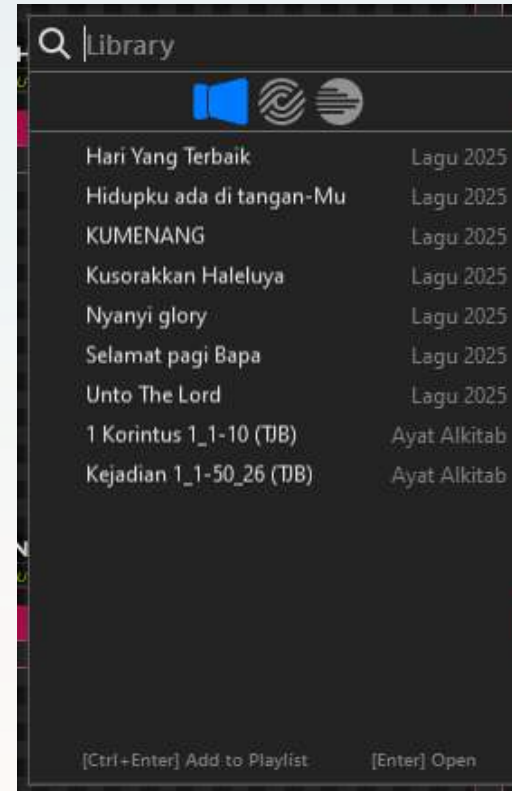 Library
Hari Yang Terbaik Lagu 2025
Hidupku ada di tangan-Mu Lagu 2025
KUMENANG Lagu 2025
Kusorakkan Haleluya Lagu 2025
Nyanyi glory Lagu 2025
Selamat pagi Bapa Lagu 2025
Unto The Lord Lagu 2025
1 Korintus 1_1-10 (TJB) Ayat Alkitab
Kejadian 1_1-50_26 (TJB) Ayat Alkitab
[Ctrl+Enter] Add to Playlist [Enter] Open